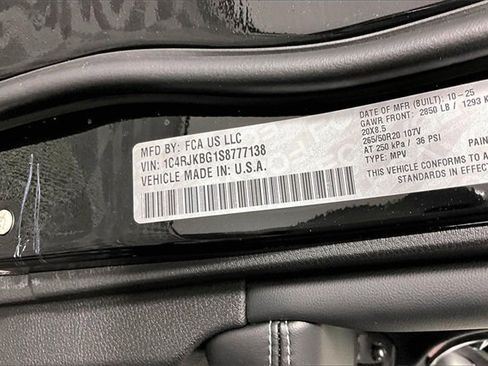 MFD BY: FCA US LLC
VIN: 1C4RJKBG1S8777138
VEHICLE MADE IN: U.S.A.
DATE OF MFR (BUILT): 10-25
GAWR FRONT: 2850 LB / 1293 K
20X8.5
265/50R20 107V
AT 250 kPa / 36 PSI
TYPE: MPV
THIS VEHICLE CONFORMS TO A
STANDARDS IN EFFEC